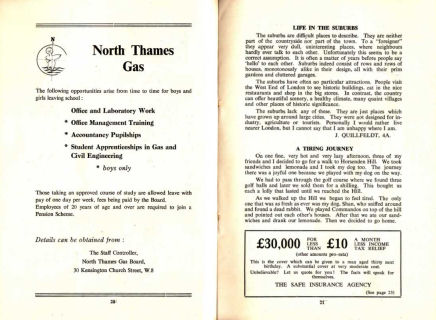 N
North Thames
Gas
The following opportunities arise from time to time for boys and
girls leaving school :
Office and Laboratory Work
* Office Management Training
* Accountancy Pupilships
* Student Apprenticeships in Gas and
Civil Engineering
* boys only
Those taking an approved course of study are allowed leave with
pay of one day per week, fees being paid by the Board.
Employees of 20 years of age and over are required to join a
Pension Scheme.
Details can be obtained from :
The Staff Controller,
North Thames Gas Board,
30 Kensington Church Street, W.8
20
LIFE IN THE SUBURBS
The suburbs are difficult places to describe. They are neither
part of the countryside nor part of the town. To a "foreigner"
they appear very dull, uninteresting places, where neighbours
hardly ever talk to each other. Unfortunately this seems to be a
correct assumption. It is often a matter of years before people say
'hello' to each other. Suburbs indeed consist of rows and rows of
houses, monotonously alike in their design, all with their prim
gardens and cluttered garages.
The suburbs have often no particular attractions. People visit
the West End of London to see historic buildings, or eat in the nice
restaurants and shop in the big stores. In contrast, the country
can offer beautiful scenery, a healthy climate, many quaint villages
and other places of historic significance.
The suburbs lack any of these. They are just places which
have grown up around large cities. They were not designed for in-
dustry, agriculture or tourists. Personally I would rather live
nearer London, but I cannot say that I am unhappy where I am.
J. QUILLFELDT, 4A.
A TIRING JOURNEY
On one fine, very hot and very lazy afternoon, three of my
friends and I decided to go for a walk to Horsenden Hill. We took
sandwiches and lemonade and I took my dog too. The journey
there was a joyful one because we played with my dog on the way.
We had to pass through the golf course where we found three
golf balls and later we sold them for a shilling. This bought us
each a lolly that lasted until we reached the Hill.
As we walked up the Hill we began to feel tired. The only
one that was as fresh as ever was my dog, Shan, who sniffed around
and found a dead rabbit. We played Commandos on top of the hill
and pointed out each other's houses. After that we ate our sand-
wiches and drank our lemonade. Then we decided to go home.
£30,000 FOR LESS THAN £10 A MONTH LESS INCOME TAX RELIEF
(other amounts pro-rata)
This is the cover which can be given to a man aged thirty next
birthday. A substantial cover at very moderate cost.
Unbelievable? Let us quote for you! The facts will speak for
themselves.
THE SAFE INSURANCE AGENCY
(See page 23)
21